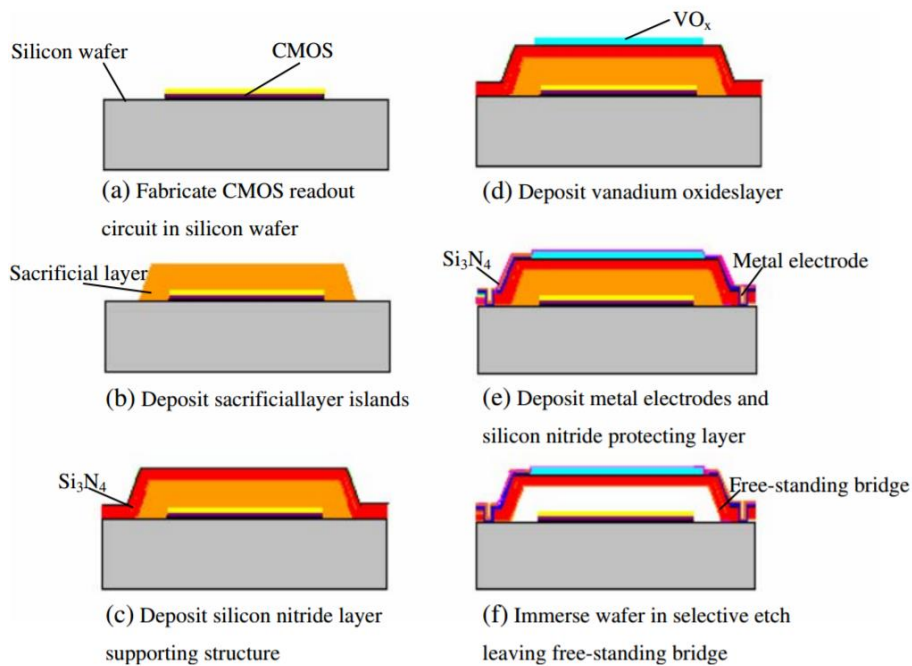 Silicon wafer
CMOS
(a) Fabricate CMOS readout
circuit in silicon wafer
Sacrificial layer
(b) Deposit sacrificiallayer islands
Si₃N₄
(c) Deposit silicon nitride layer
supporting structure
VOₓ
(d) Deposit vanadium oxideslayer
Si₃N₄
Metal electrode
(e) Deposit metal electrodes and
silicon nitride protecting layer
Free-standing bridge
(f) Immerse wafer in selective etch
leaving free-standing bridge